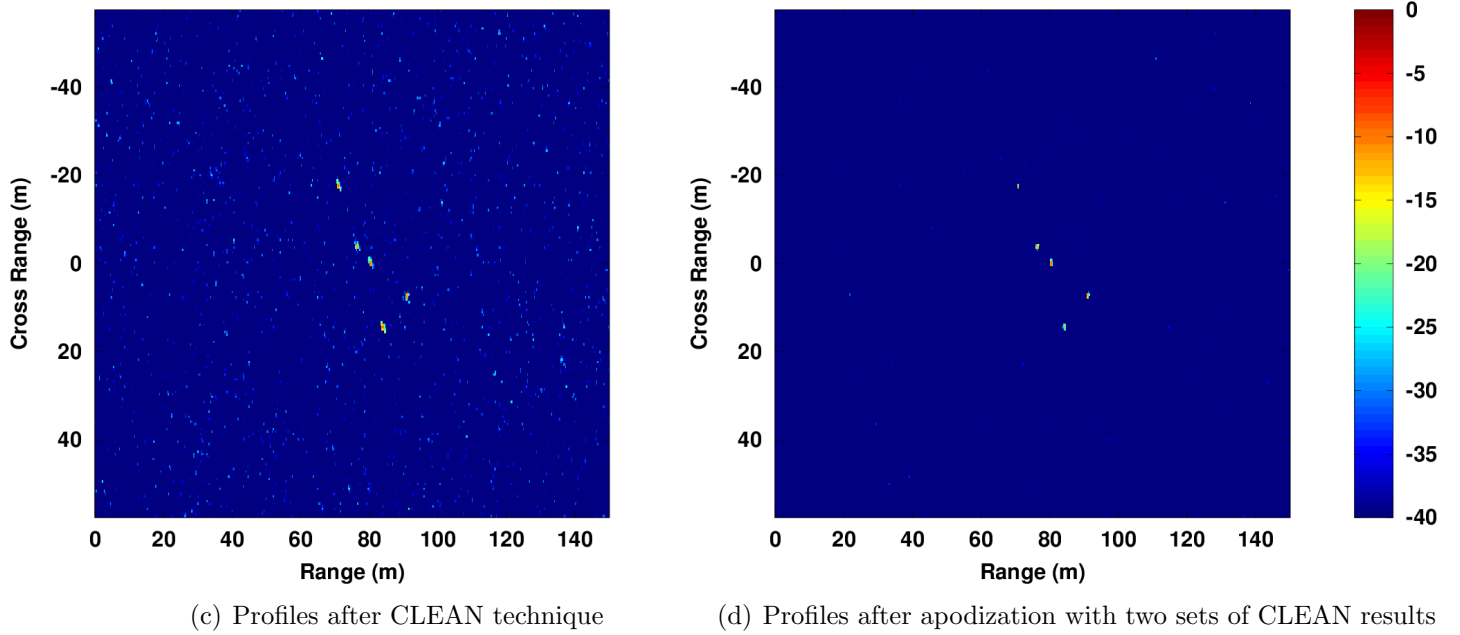 -40
-20
0
20
40
Cross Range (m)
0 20 40 60 80 100 120 140
Range (m)
(c) Profiles after CLEAN technique
-40
-20
0
20
40
Cross Range (m)
0 20 40 60 80 100 120 140
Range (m)
(d) Profiles after apodization with two sets of CLEAN results
0
-5
-10
-15
-20
-25
-30
-35
-40